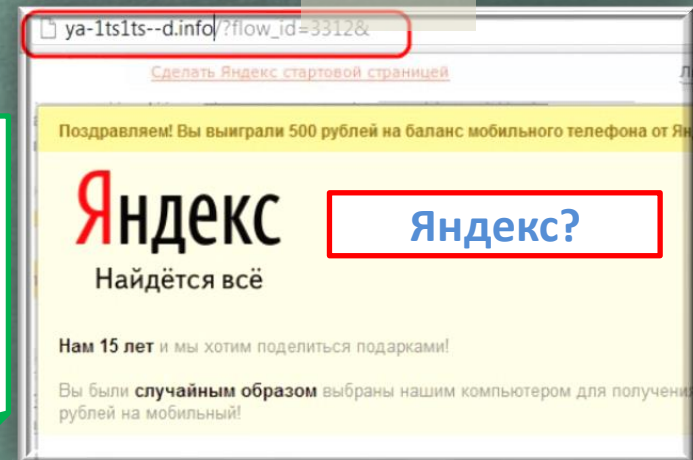 ya-1ts1ts--d.info/?flow_id=3312&
Сделать Яндекс стартовой страницей
Поздравляем! Вы выиграли 500 рублей на баланс мобильного телефона от
Яндекс
Найдётся всё
Яндекс?
Нам 15 лет и мы хотим поделиться подарками!
Вы были случайным образом выбраны нашим компьютером для
рублей на мобильный!